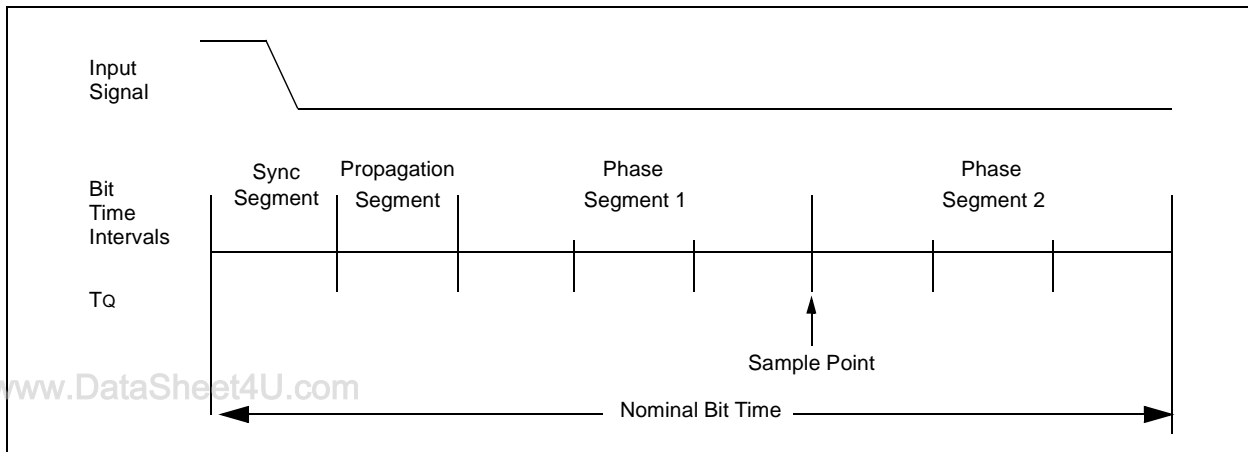 Input
Signal
Sync
Segment
Propagation
Segment
Phase
Segment 1
Phase
Segment 2
Bit
Time
Intervals
TQ
Sample Point
www.DataSheet4U.com
Nominal Bit Time